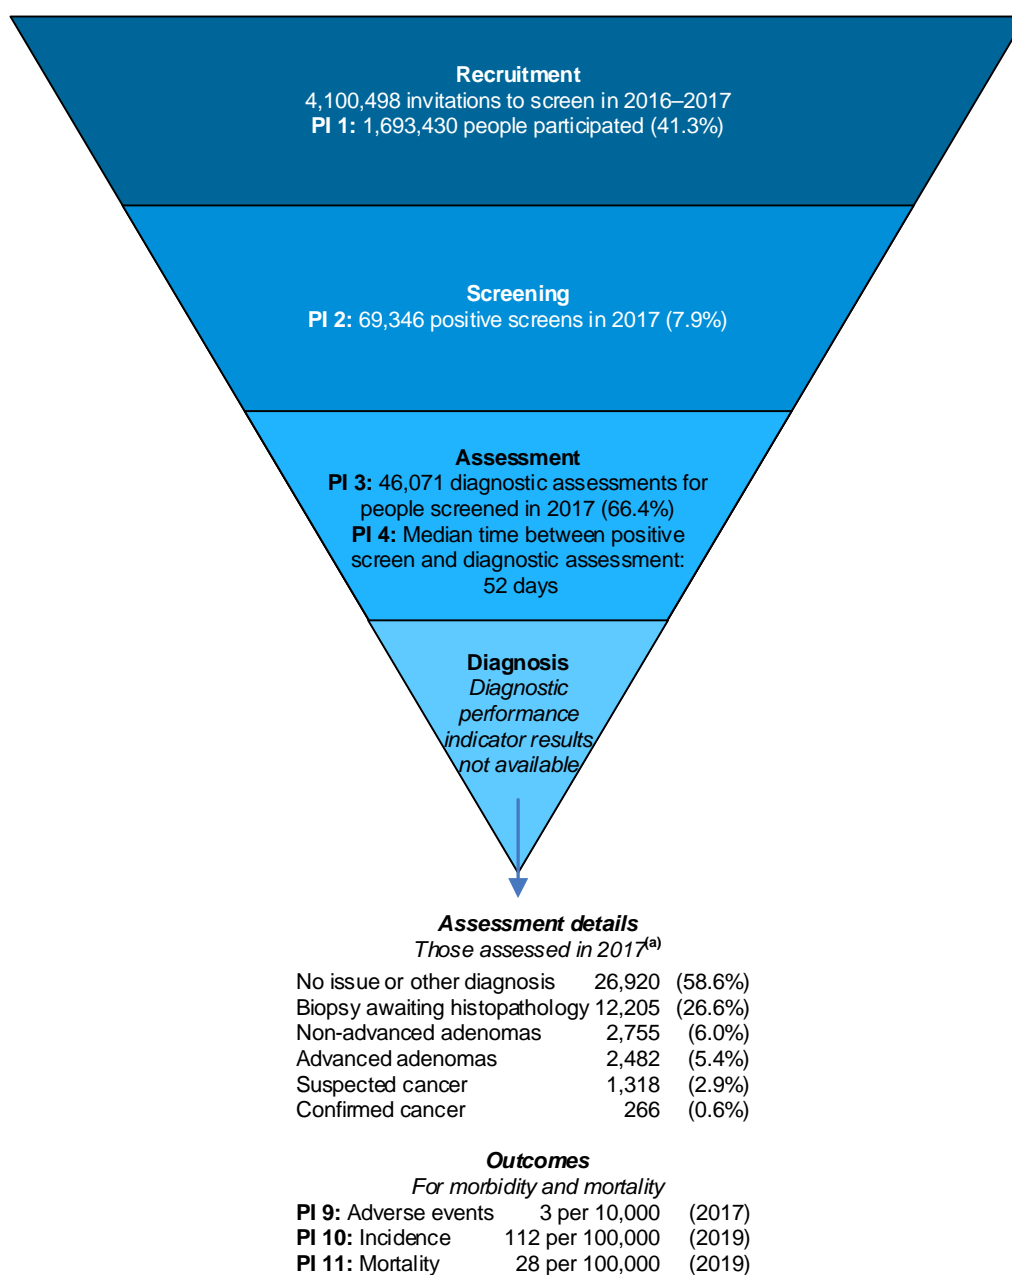 Recruitment
4,100,498 invitations to screen in 2016–2017
PI 1: 1,693,430 people participated (41.3%)
Screening
PI 2: 69,346 positive screens in 2017 (7.9%)
Assessment
PI 3: 46,071 diagnostic assessments for
people screened in 2017 (66.4%)
PI 4: Median time between positive
screen and diagnostic assessment:
52 days
Diagnosis
Diagnostic
performance
indicator results
not available
Assessment details
Those assessed in 2017(a)
No issue or other diagnosis 26,920 (58.6%)
Biopsy awaiting histopathology 12,205 (26.6%)
Non-advanced adenomas 2,755 (6.0%)
Advanced adenomas 2,482 (5.4%)
Suspected cancer 1,318 (2.9%)
Confirmed cancer 266 (0.6%)
Outcomes
For morbidity and mortality
PI 9: Adverse events 3 per 10,000 (2017)
PI 10: Incidence 112 per 100,000 (2019)
PI 11: Mortality 28 per 100,000 (2019)